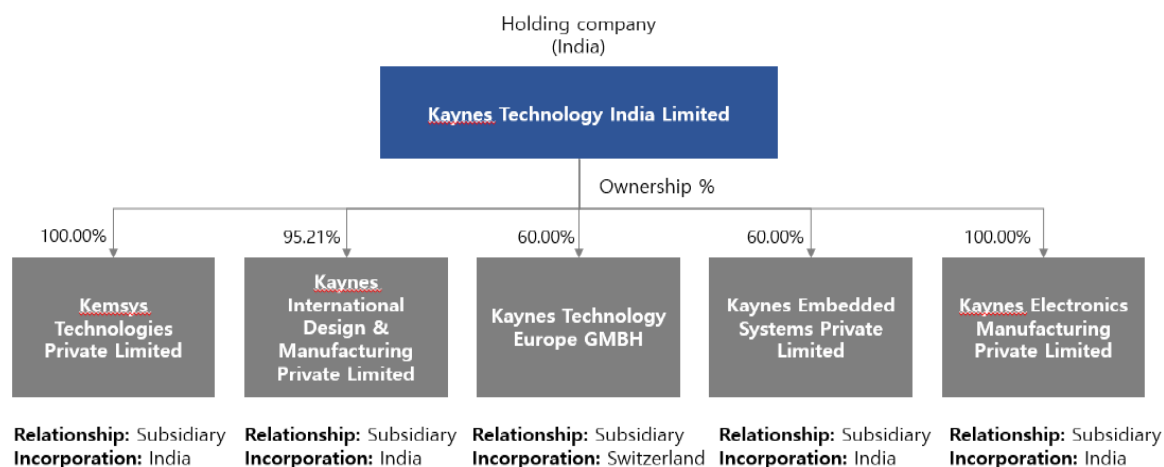 Holding company
(India)
Kaynes Technology India Limited
Ownership %
100.00%
95.21%
60.00%
60.00%
100.00%
Kemsys
Technologies
Private Limited
Kaynes
International
Design &
Manufacturing
Private Limited
Kaynes Technology
Europe GMBH
Kaynes Embedded
Systems Private
Limited
Kaynes Electronics
Manufacturing
Private Limited
Relationship: Subsidiary
Incorporation: India
Relationship: Subsidiary
Incorporation: India
Relationship: Subsidiary
Incorporation: Switzerland
Relationship: Subsidiary
Incorporation: India
Relationship: Subsidiary
Incorporation: India